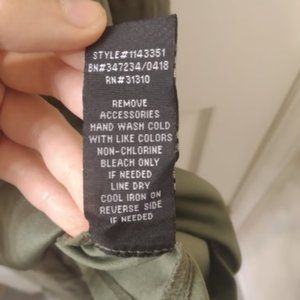 STYLE#1143351
BN#347234/0418
RN#31310
REMOVE
ACCESSORIES
HAND WASH COLD
WITH LIKE COLORS
NON-CHLORINE
BLEACH ONLY
IF NEEDED
LINE DRY
COOL IRON ON
REVERSE SIDE
IF NEEDED